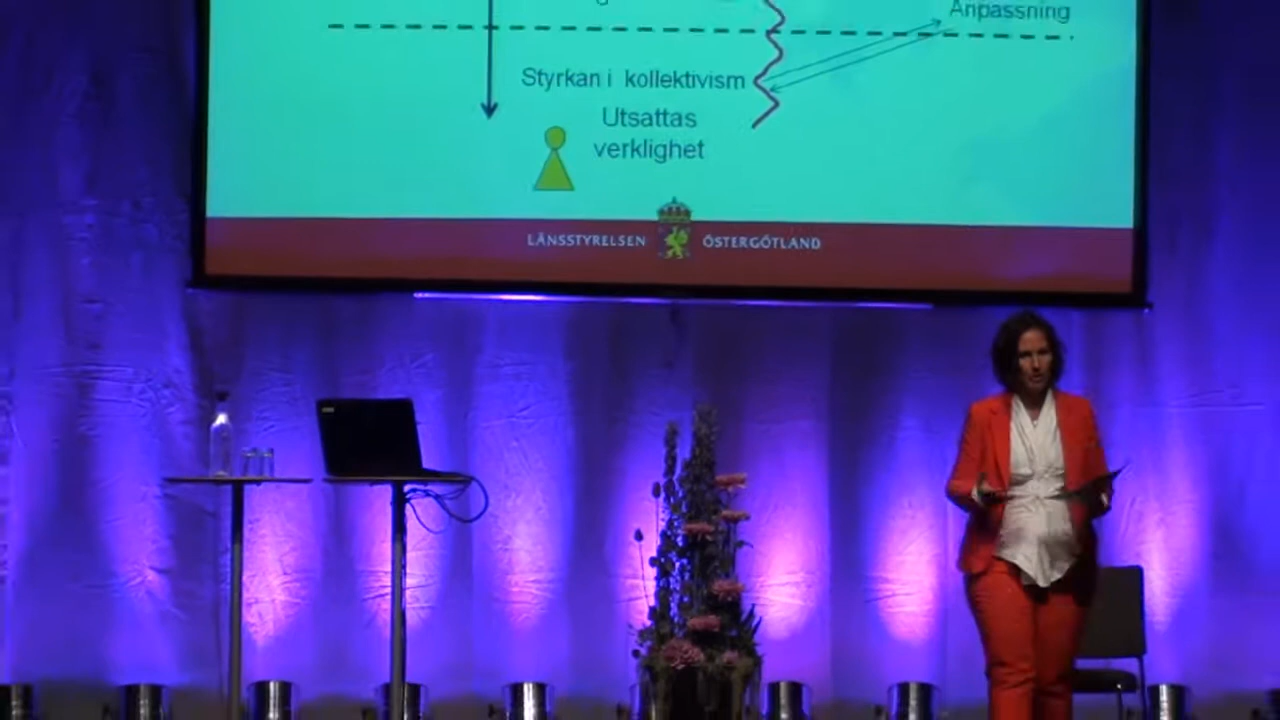 Anpassning
Styrkan i kollektivism
Utsattas
verklighet
LÄNSSTYRELSEN ÖSTERGÖTLAND